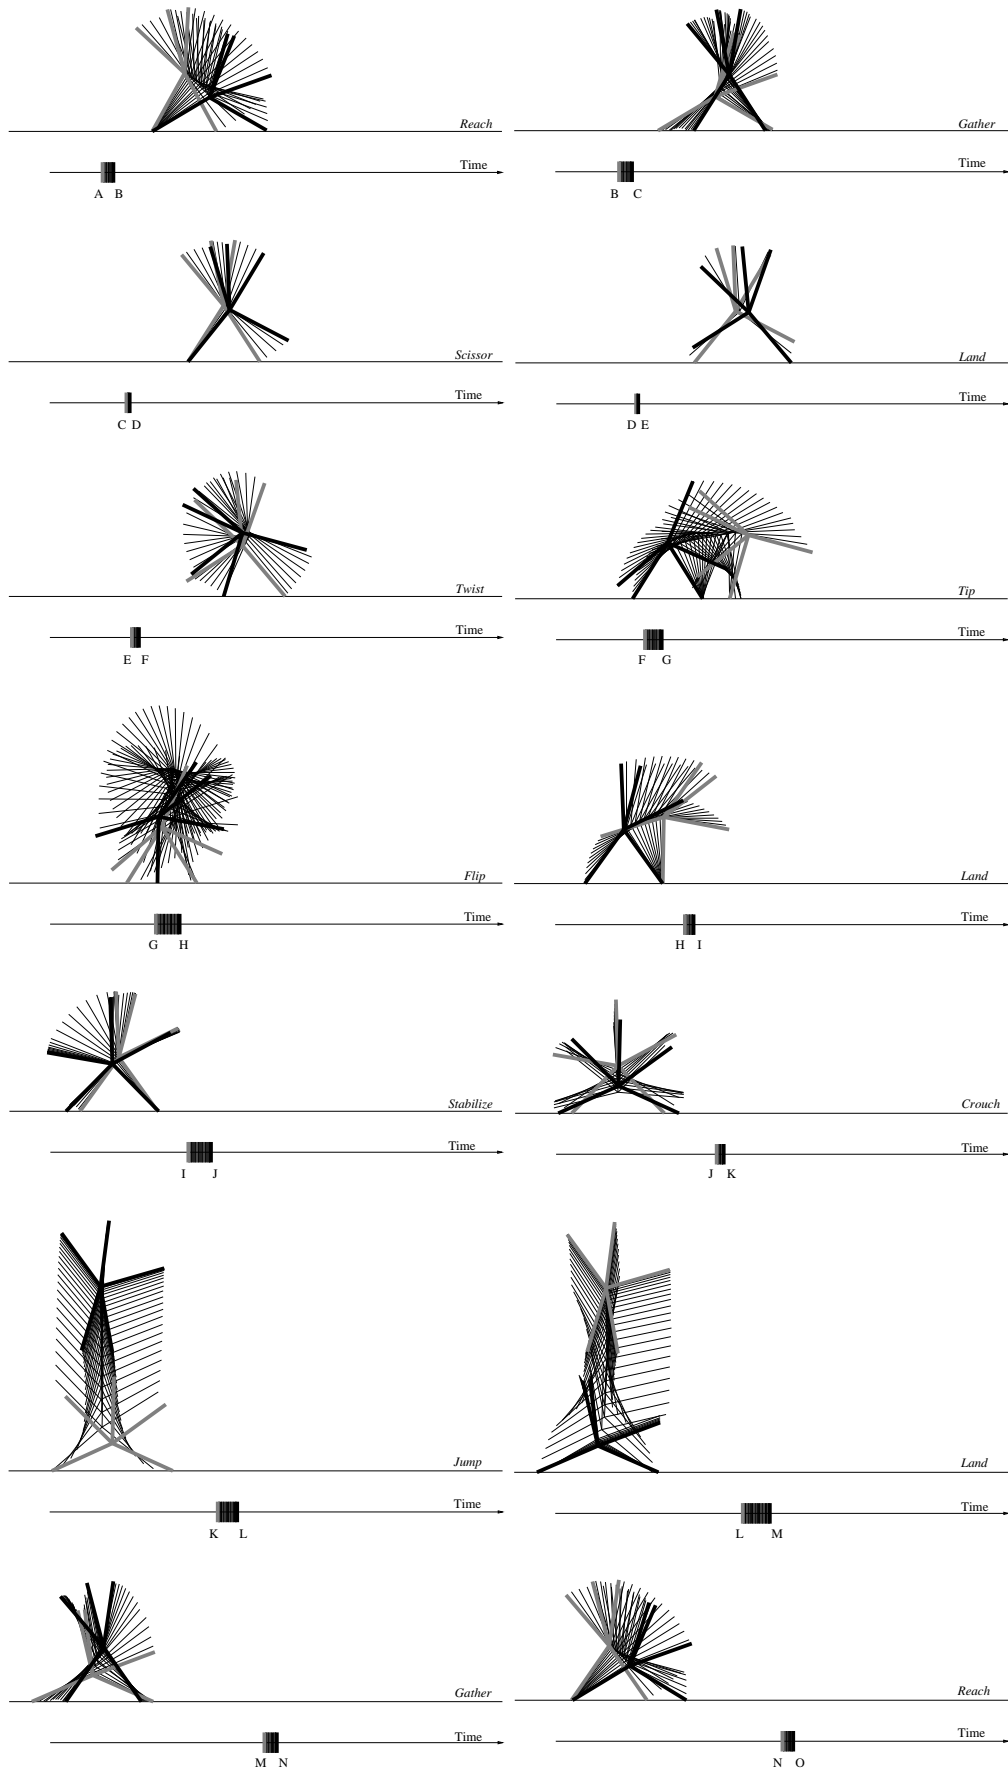 Reach
Time
A B
Gather
Time
B C
Scissor
Time
C D
Land
Time
D E
Twist
Time
E F
Tip
Time
F G
Flip
Time
G H
Land
Time
H I
Stabilize
Time
I J
Crouch
Time
J K
Jump
Time
K L
Land
Time
L M
Gather
Time
M N
Reach
Time
N O